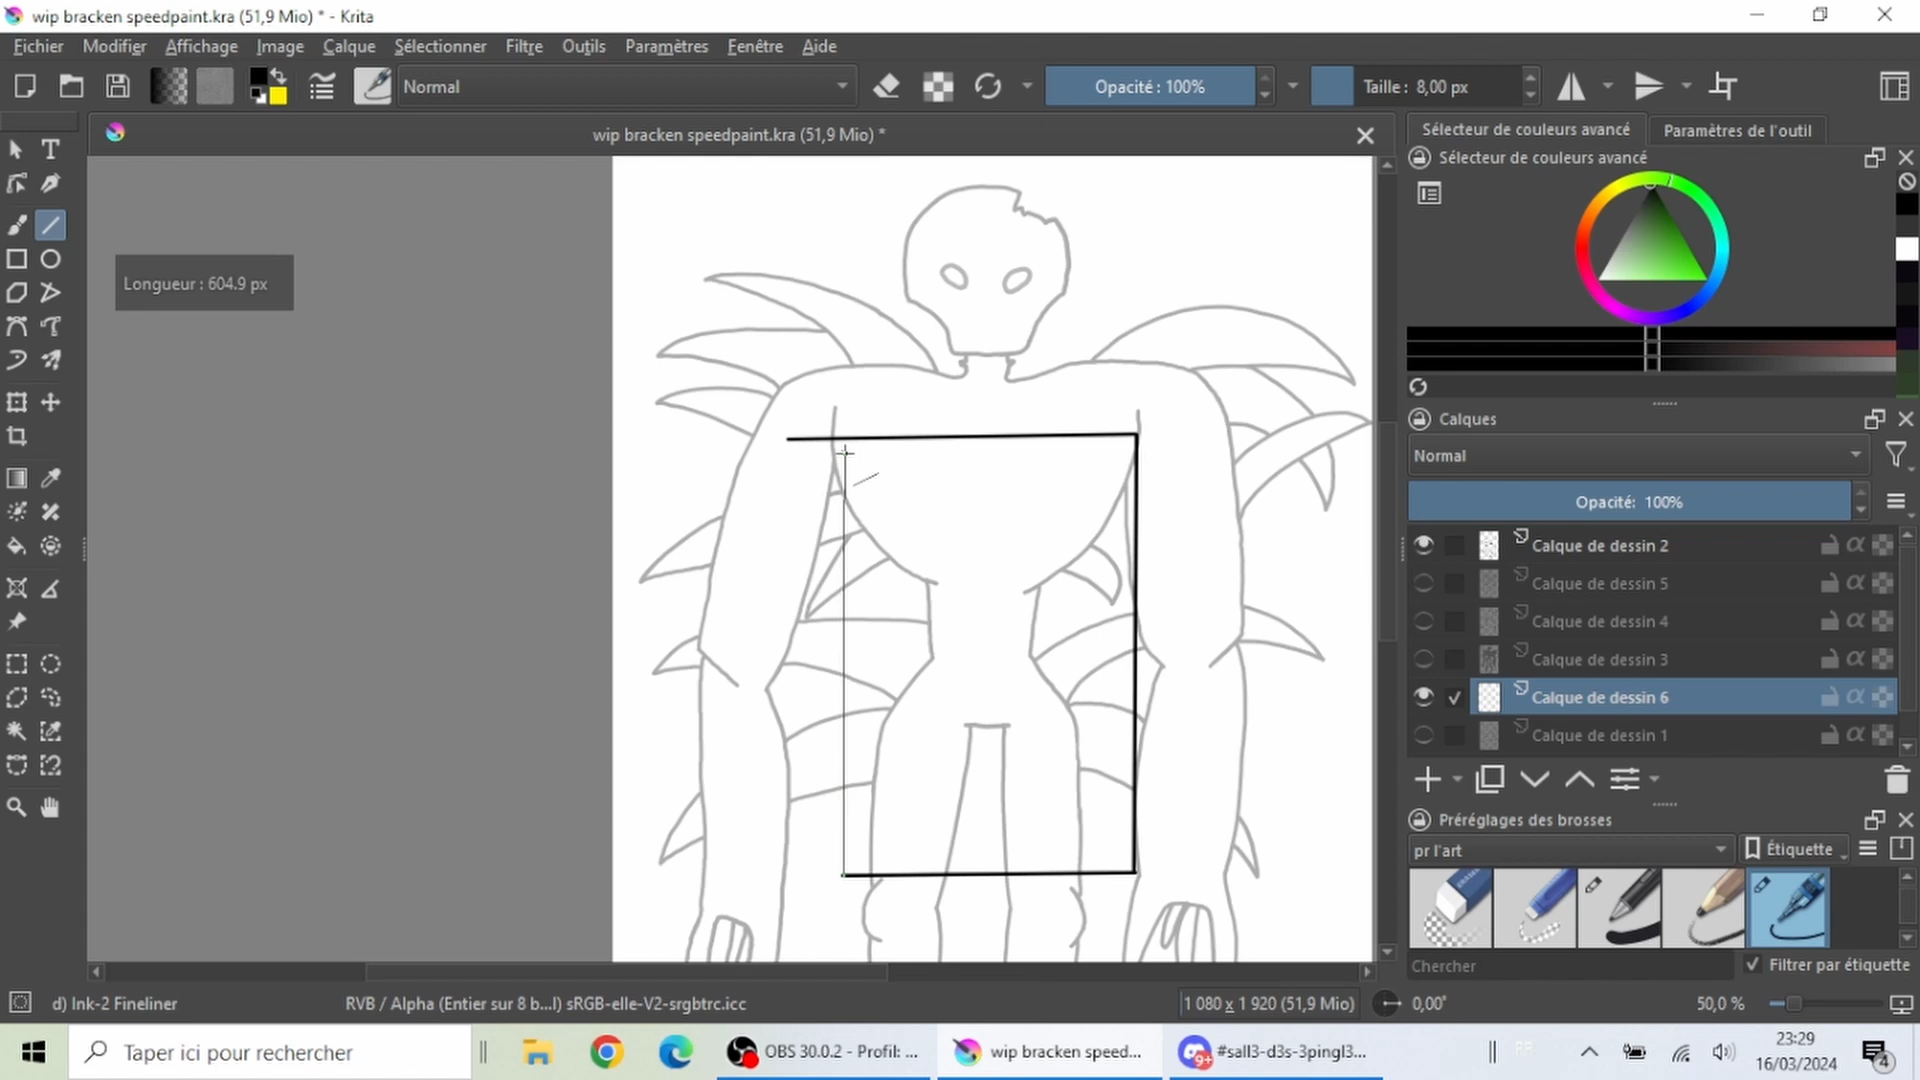 wip bracken speedpaint.kra (51,9 Mio) * - Krita
Fichier Modifier Affichage Image Calque Sélectionner Filtre Outils Paramètres Fenêtre Aide
Normal
Opacité : 100%
Taille : 8,00 px
wip bracken speedpaint.kra (51,9 Mio) *
Sélecteur de couleurs avancé
Paramètres de l'outil
Sélecteur de couleurs avancé
Longueur : 604.9 px
Calques
Normal
Opacité: 100%
Calque de dessin 2
Calque de dessin 5
Calque de dessin 4
Calque de dessin 3
Calque de dessin 6
Calque de dessin 1
Préréglages des brosses
pr l'art
Étiquette
Chercher
Filtrer par étiquette
d) Ink-2 Fineliner
RVB / Alpha (Entier sur 8 b...l) sRGB-elle-V2-srgbtrc.icc
1 080 x 1 920 (51,9 Mio)
0,00°
50,0 %
Taper ici pour rechercher
OBS 30.0.2 - Profil: ...
wip bracken speed...
9+
#sall3-d3s-3pingl3...
23:29
16/03/2024
4